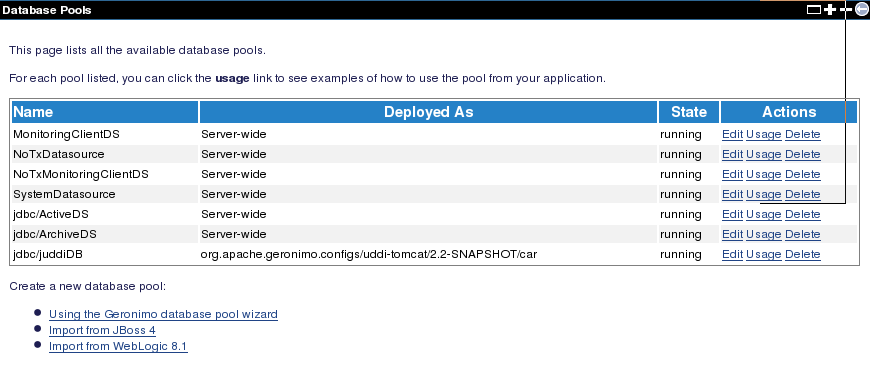 Database Pools
This page lists all the available database pools.
For each pool listed, you can click the usage link to see examples of how to use the pool from your application.
Name Deployed As State Actions
MonitoringClientDS Server-wide running Edit Usage Delete
NoTxDatasource Server-wide running Edit Usage Delete
NoTxMonitoringClientDS Server-wide running Edit Usage Delete
SystemDatasource Server-wide running Edit Usage Delete
jdbc/ActiveDS Server-wide running Edit Usage Delete
jdbc/ArchiveDS Server-wide running Edit Usage Delete
jdbc/juddiDB org.apache.geronimo.configs/uddi-tomcat/2.2-SNAPSHOT/car running Edit Usage Delete
Create a new database pool:
Using the Geronimo database pool wizard
Import from JBoss 4
Import from WebLogic 8.1